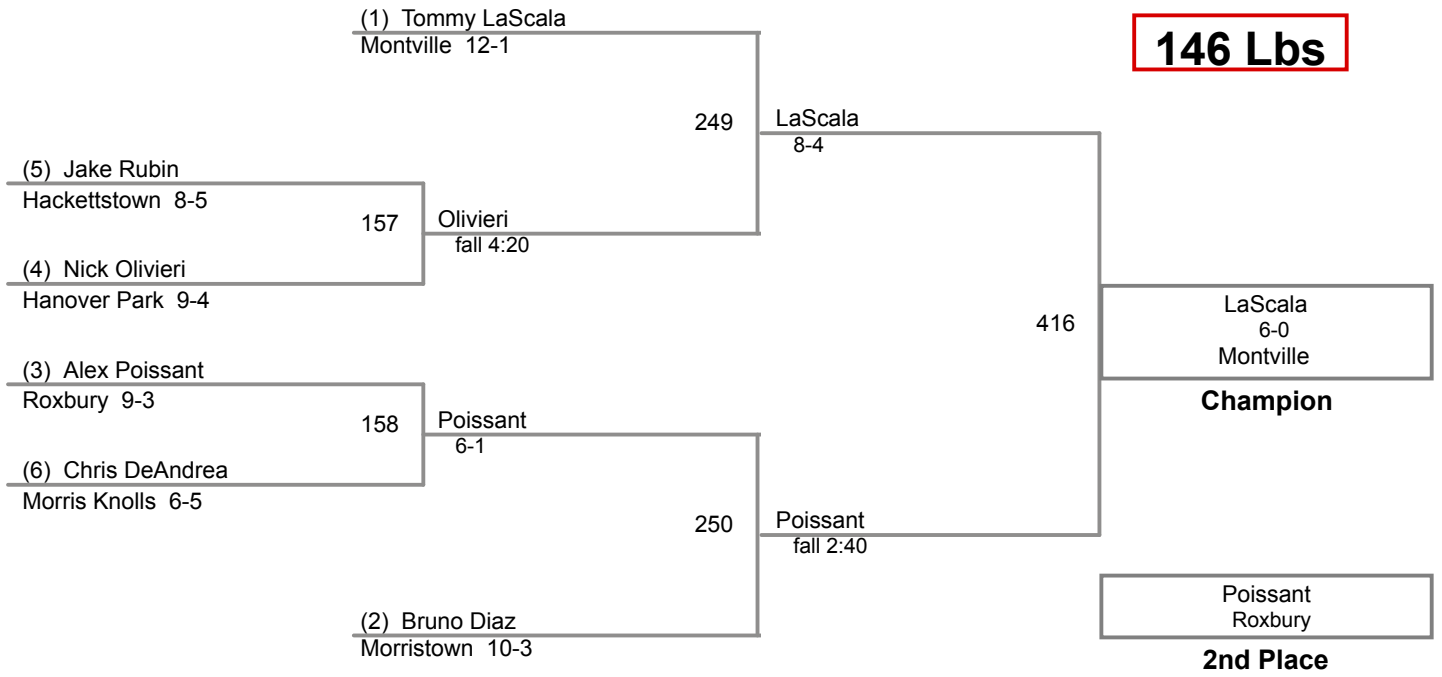 (1) Tommy LaScala
Montville 12-1
146 Lbs
249
LaScala
8-4
(5) Jake Rubin
Hackettstown 8-5
157
Olivieri
fall 4:20
(4) Nick Olivieri
Hanover Park 9-4
416
LaScala
6-0
Montville
Champion
(3) Alex Poissant
Roxbury 9-3
158
Poissant
6-1
(6) Chris DeAndrea
Morris Knolls 6-5
250
Poissant
fall 2:40
(2) Bruno Diaz
Morristown 10-3
Poissant
Roxbury
2nd Place